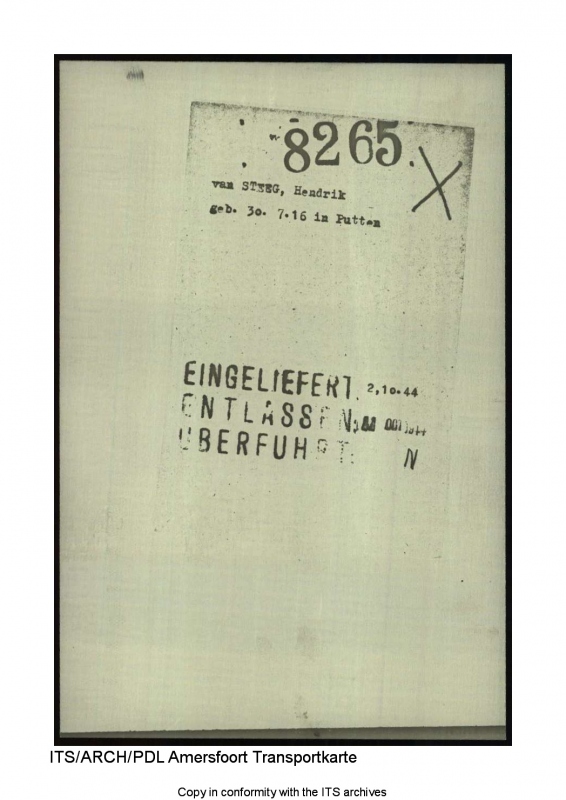 8265.
van STEEG, Hendrik
geb. 30. 7.16 in Putten
EINGELIEFERT. 2,10.44
ENTLASSEN:
ÜBERFUHRT: N
ITS/ARCH/PDL Amersfoort Transportkarte
Copy in conformity with the ITS archives